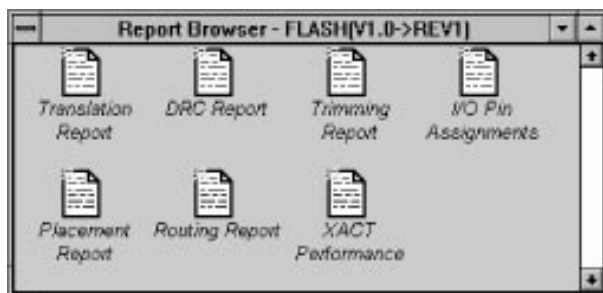 Report Browser - FLASH(V1.0->REV1)
Translation Report
DRC Report
Trimming Report
I/O Pin Assignments
Placement Report
Routing Report
XACT Performance